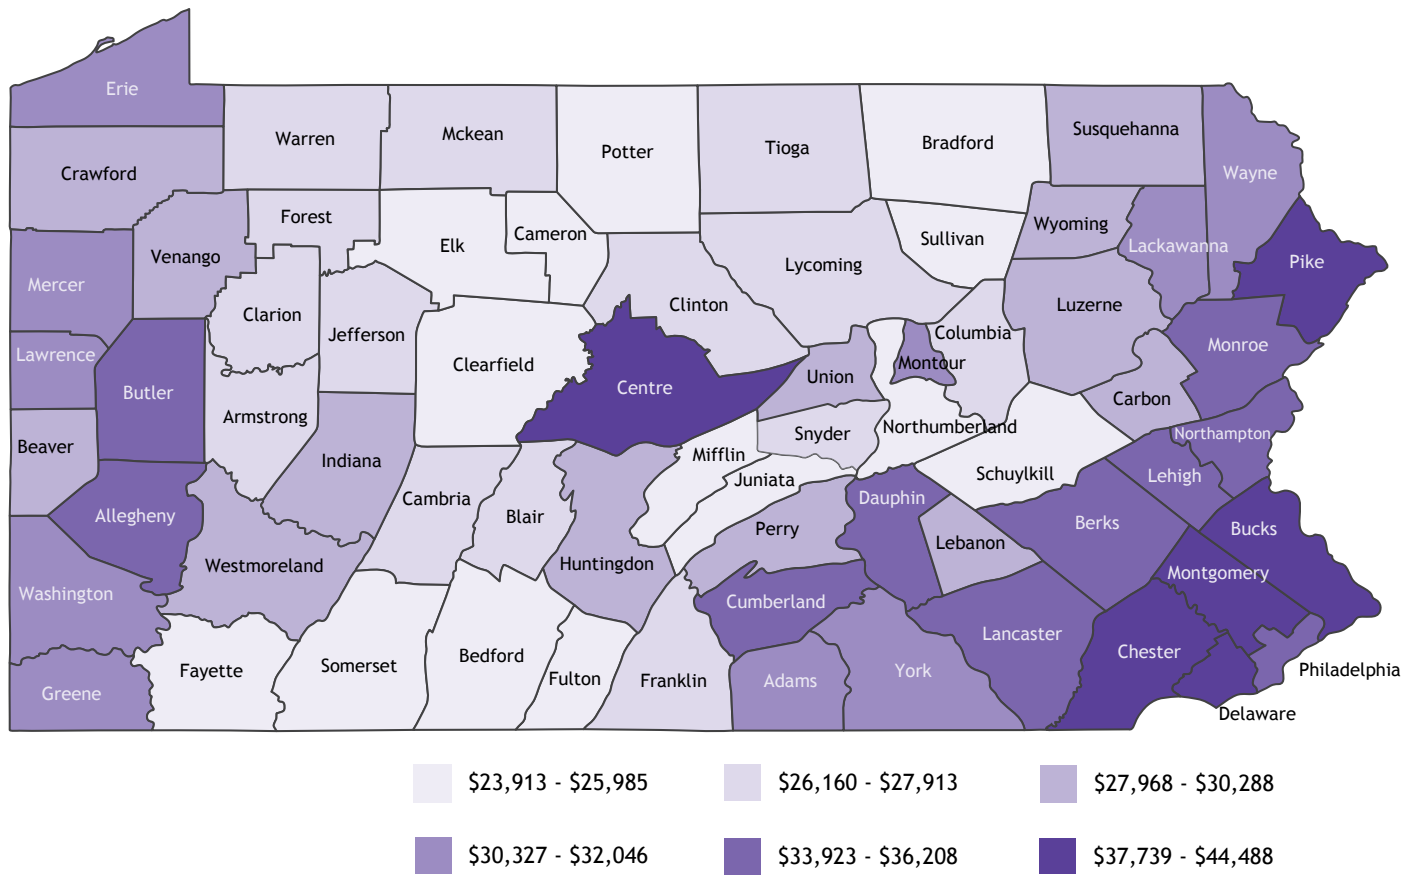 Erie
Warren
Mckean
Potter
Tioga
Bradford
Susquehanna
Wayne
Crawford
Forest
Elk
Cameron
Sullivan
Wyoming
Lackawanna
Pike
Venango
Mercer
Clarion
Jefferson
Clearfield
Clinton
Lycoming
Columbia
Luzerne
Monroe
Lawrence
Butler
Armstrong
Centre
Union
Montour
Carbon
Beaver
Indiana
Cambria
Blair
Mifflin
Juniata
Snyder
Northumberland
Schuylkill
Northampton
Lehigh
Allegheny
Westmoreland
Huntingdon
Perry
Dauphin
Lebanon
Berks
Bucks
Montgomery
Washington
Cumberland
Lancaster
Chester
Philadelphia
Greene
Fayette
Somerset
Bedford
Fulton
Franklin
Adams
York
Delaware
$23,913 - $25,985
$26,160 - $27,913
$27,968 - $30,288
$30,327 - $32,046
$33,923 - $36,208
$37,739 - $44,488